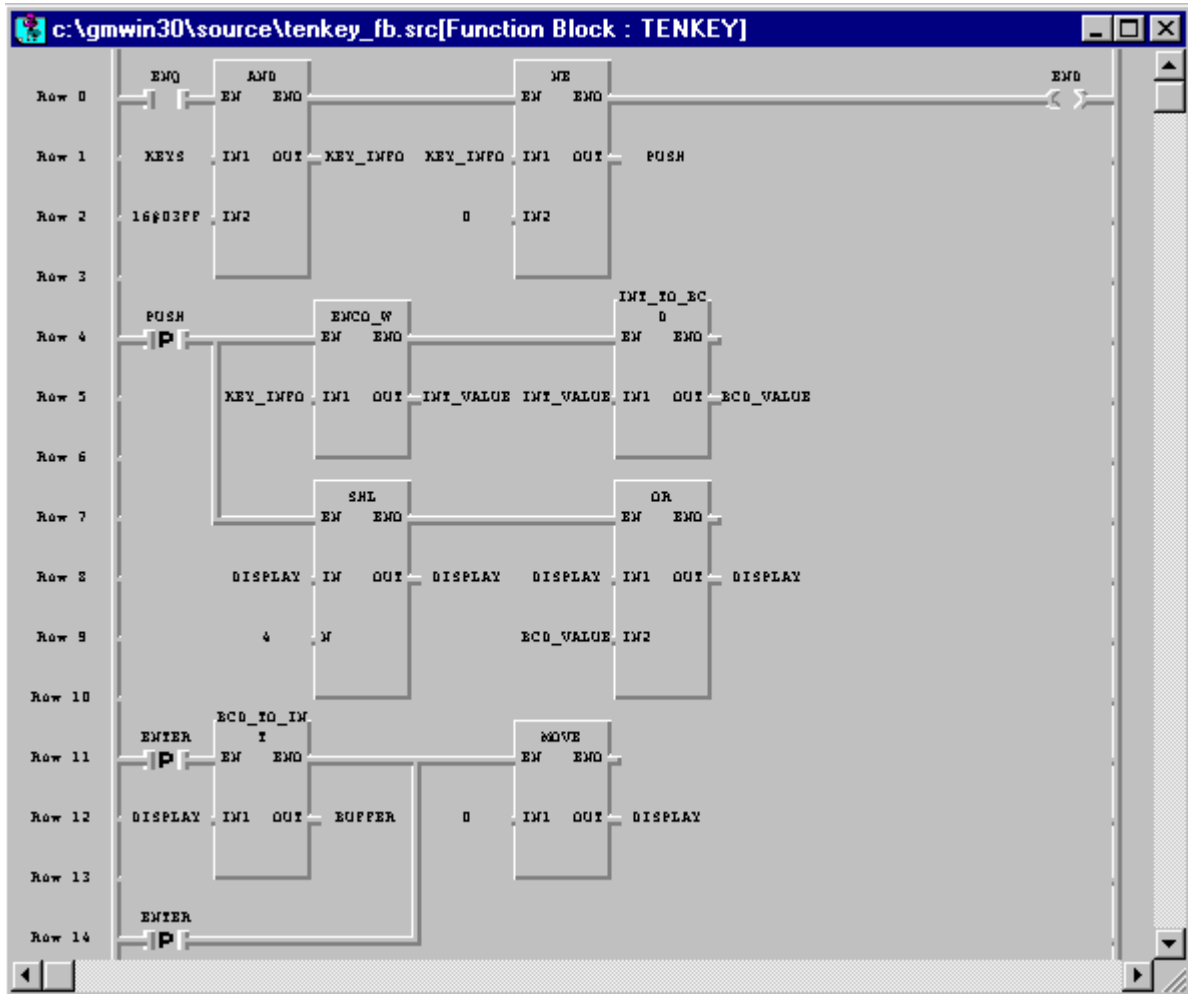 c:\gmwin30\source\tenkey_fb.src[Function Block : TENKEY]
ENQ AND NE END
Row 0 EN ENO EN ENO
Row 1 KEYS IN1 OUT KEY_INFO KEY_INFO IN1 OUT PUSH
Row 2 16#03FF IN2 0 IN2
Row 3
INT_TO_BC
PUSH ENCO_W D
Row 4 P EN ENO EN ENO
Row 5 KEY_INFO IN1 OUT INT_VALUE INT_VALUE IN1 OUT BCD_VALUE
Row 6
SHL OR
Row 7 EN ENO EN ENO
Row 8 DISPLAY IN OUT DISPLAY DISPLAY IN1 OUT DISPLAY
Row 9 4 N BCD_VALUE IN2
Row 10
BCD_TO_IN
ENTER T MOVE
Row 11 P EN ENO EN ENO
Row 12 DISPLAY IN1 OUT BUFFER 0 IN1 OUT DISPLAY
Row 13
ENTER
Row 14 P